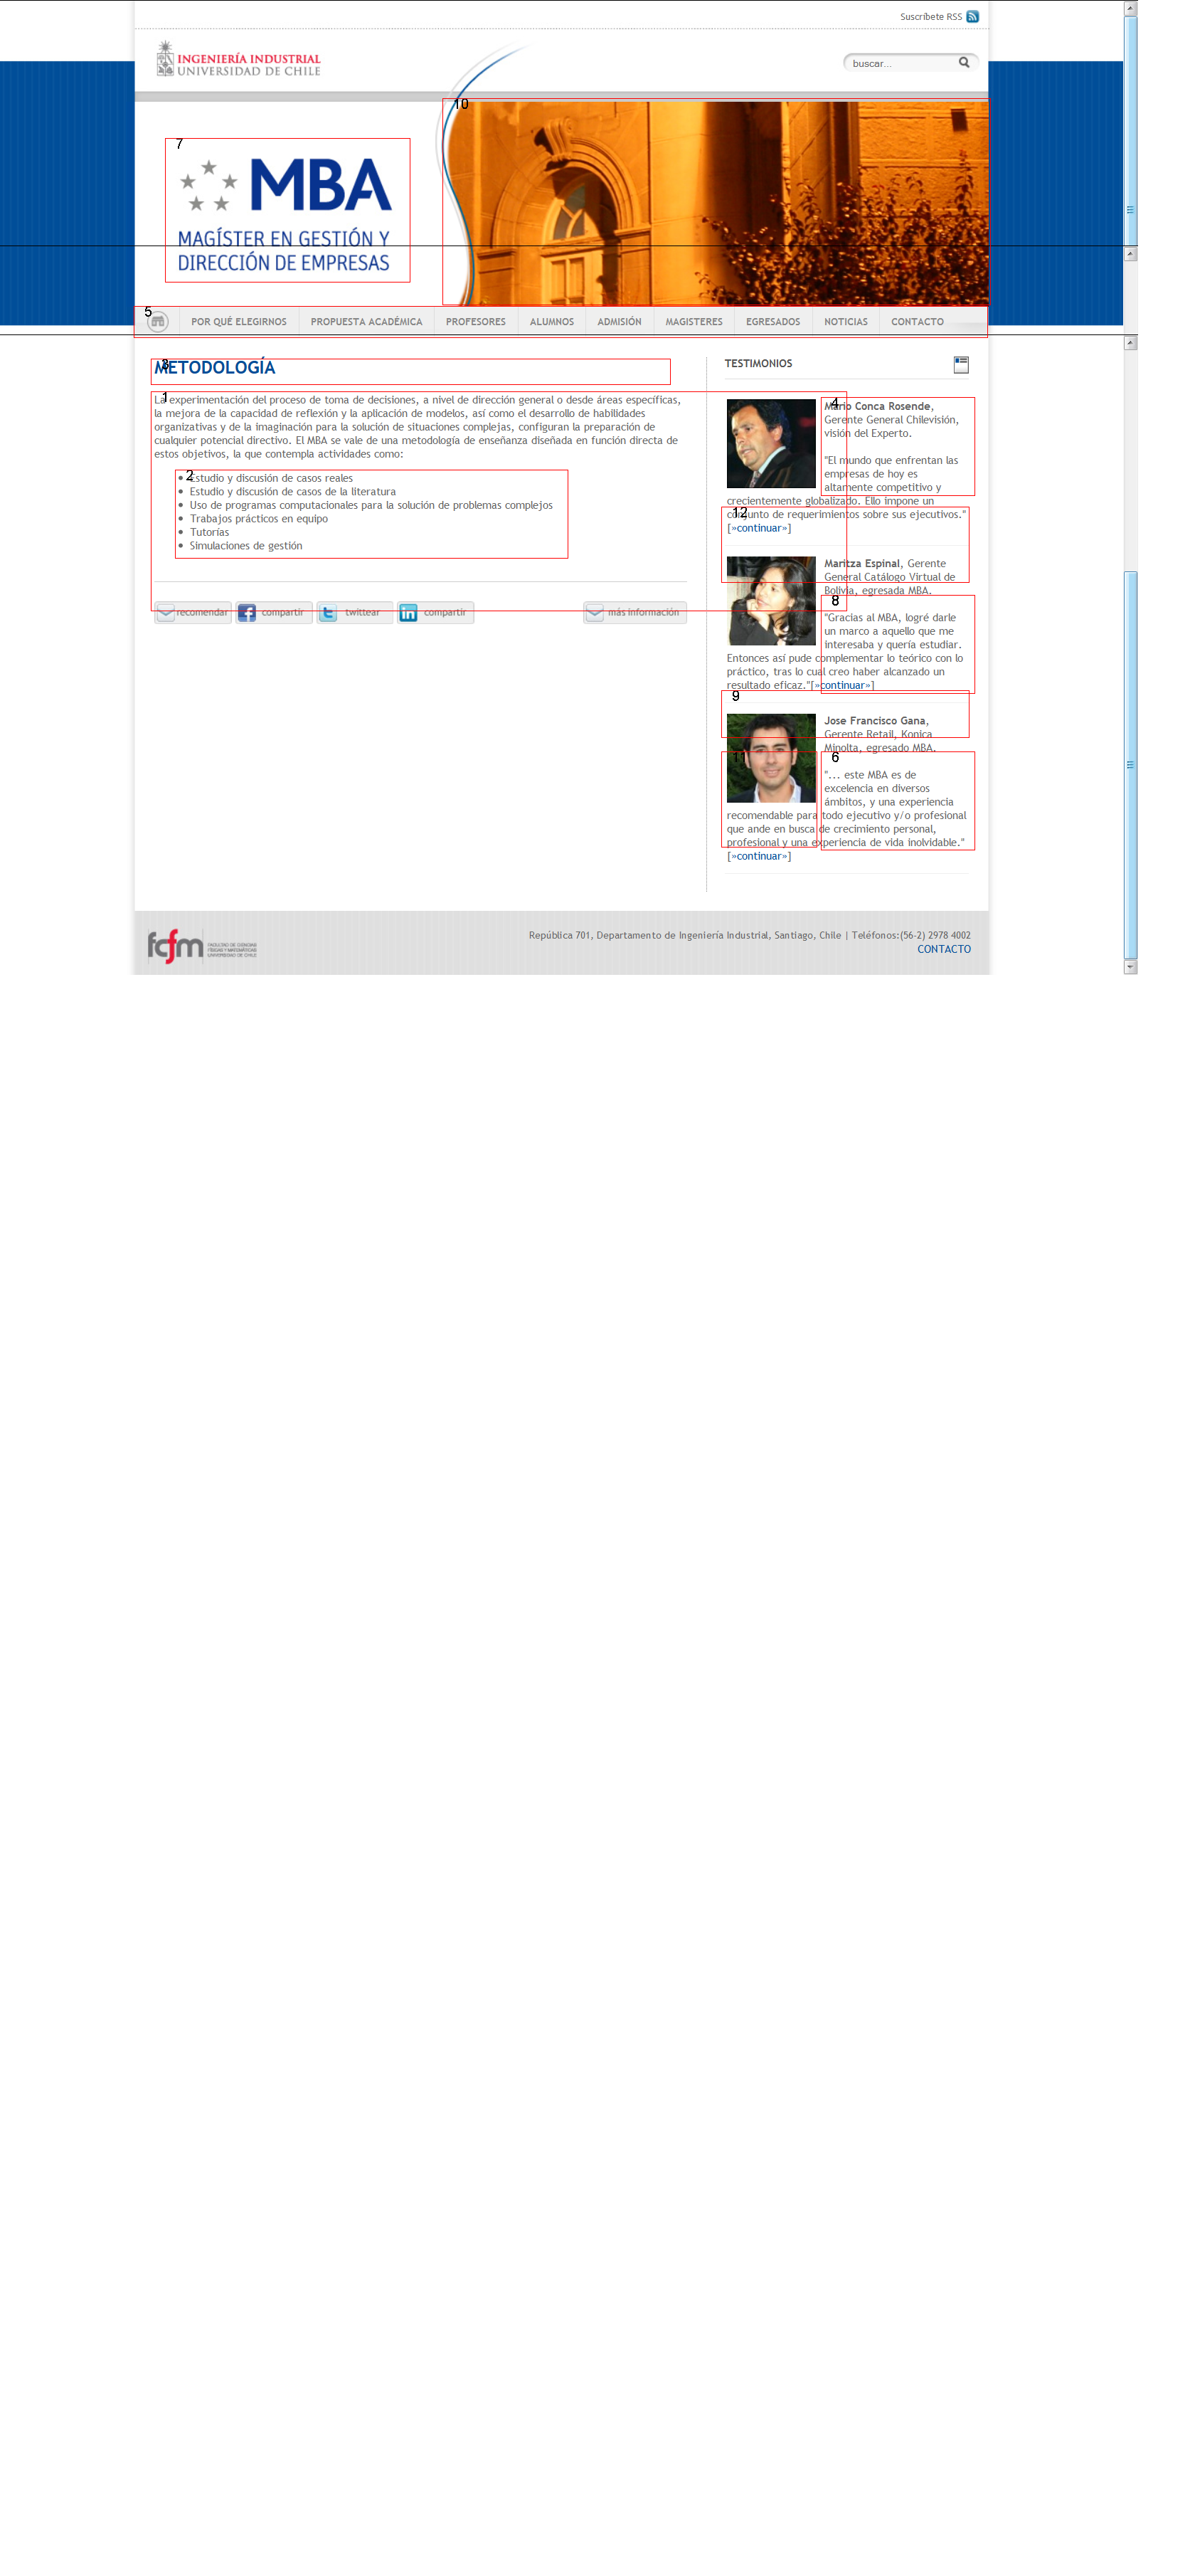 Suscríbete RSS
INGENIERÍA INDUSTRIAL
UNIVERSIDAD DE CHILE
buscar...
10
7
MBA
MAGÍSTER EN GESTIÓN Y
DIRECCIÓN DE EMPRESAS
5
POR QUÉ ELEGIRNOS PROPUESTA ACADÉMICA PROFESORES ALUMNOS ADMISIÓN MAGISTERES EGRESADOS NOTICIAS CONTACTO
3
METODOLOGÍA
1
La experimentación del proceso de toma de decisiones, a nivel de dirección general o desde áreas específicas,
la mejora de la capacidad de reflexión y la aplicación de modelos, así como el desarrollo de habilidades
organizativas y de la imaginación para la solución de situaciones complejas, configuran la preparación de
cualquier potencial directivo. El MBA se vale de una metodología de enseñanza diseñada en función directa de
estos objetivos, la que contempla actividades como:
2
Estudio y discusión de casos reales
Estudio y discusión de casos de la literatura
Uso de programas computacionales para la solución de problemas complejos
Trabajos prácticos en equipo
Tutorías
Simulaciones de gestión
recomendar compartir twittear compartir más información
TESTIMONIOS
4
Mario Conca Rosende,
Gerente General Chilevisión,
visión del Experto.
"El mundo que enfrentan las
empresas de hoy es
altamente competitivo y
crecientemente globalizado. Ello impone un
conjunto de requerimientos sobre sus ejecutivos."
12
[»continuar»]
Maritza Espinal, Gerente
General Catálogo Virtual de
Bolivia, egresada MBA.
8
"Gracias al MBA, logré darle
un marco a aquello que me
interesaba y quería estudiar.
Entonces así pude complementar lo teórico con lo
práctico, tras lo cual creo haber alcanzado un
resultado eficaz."[»continuar»]
9
Jose Francisco Gana,
Gerente Retail, Konica
Minolta, egresado MBA.
11
6
"... este MBA es de
excelencia en diversos
ámbitos, y una experiencia
recomendable para todo ejecutivo y/o profesional
que ande en busca de crecimiento personal,
profesional y una experiencia de vida inolvidable."
[»continuar»]
fcfm
FACULTAD DE CIENCIAS
FÍSICAS Y MATEMÁTICAS
UNIVERSIDAD DE CHILE
República 701, Departamento de Ingeniería Industrial, Santiago, Chile | Teléfonos:(56-2) 2978 4002
CONTACTO